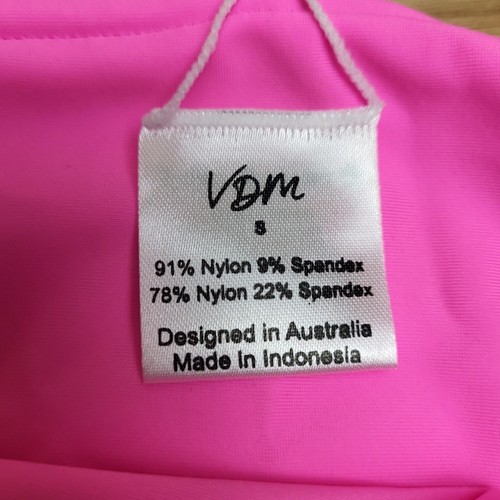 VDM
S
91% Nylon 9% Spandex
78% Nylon 22% Spandex
Designed in Australia
Made in Indonesia